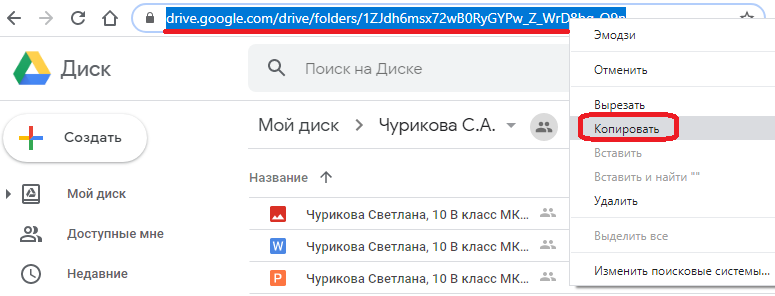 drive.google.com/drive/folders/1ZJdh6msx72wB0RyGYPw_Z_WrD8hq_Q9n
Эмодзи
Диск
Поиск на Диске
Отменить
Вырезать
Создать
Мой диск
Чурикова С.А.
Копировать
Вставить
Вставить и найти ""
Название
Мой диск
Удалить
Чурикова Светлана, 10 В класс МК...
Доступные мне
Выделить все
Чурикова Светлана, 10 В класс МК...
Недавние
Изменить поисковые системы...
Чурикова Светлана, 10 В класс МК...
W
P